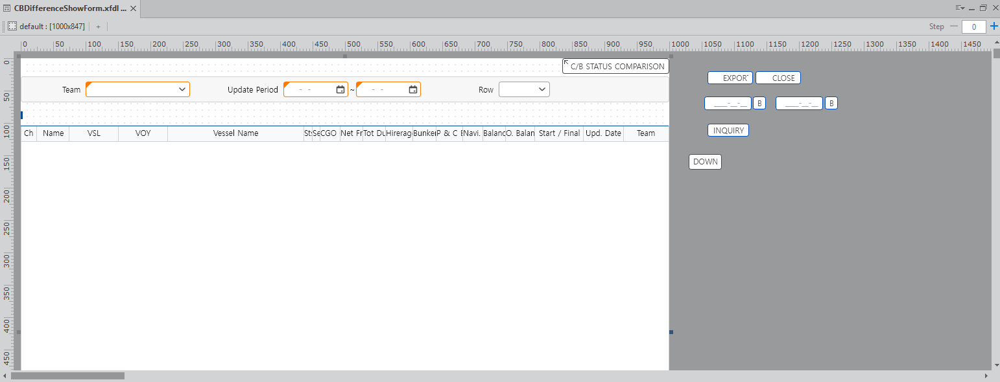 CBDifferenceShowForm.xfdl ...
default : [1000x847] +
Step 0
0 50 100 150 200 250 300 350 400 450 500 550 600 650 700 750 800 850 900 950 1000 1050 1100 1150 1200 1250 1300 1350 1400 1450
0
50
100
150
200
250
300
350
400
450
C/B STATUS COMPARISON
Team
Update Period - - ~ - -
Row
Ch Name VSL VOY Vessel Name Sts Se CGO Net Fr Tot Du Hirerag Bunker P & C E Navi. Balanc O. Balan Start / Final Upd. Date Team
EXPOR CLOSE
____-__-__ B ____-__-__ B
INQUIRY
DOWN